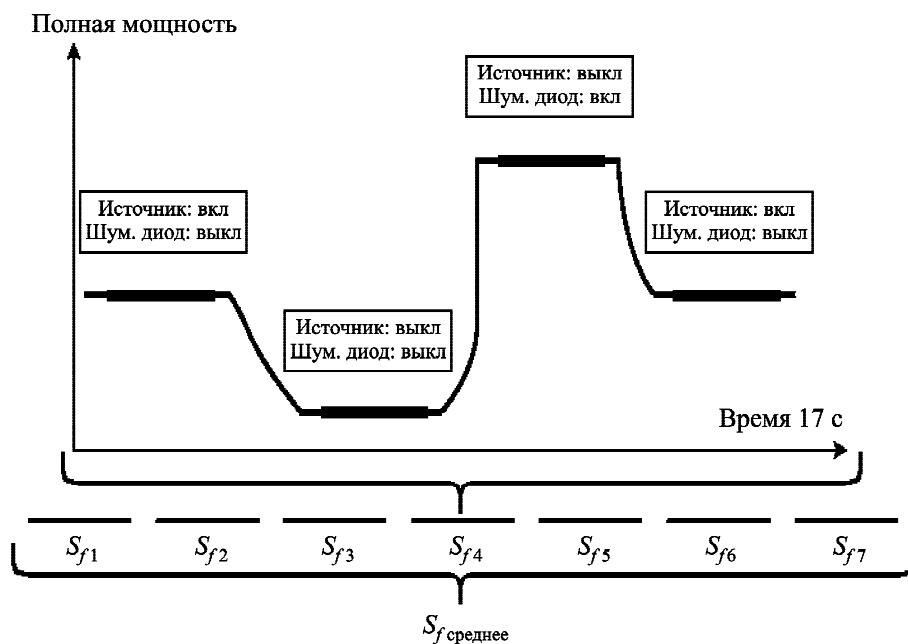 Полная мощность
Источник: выкл
Шум. диод: вкл
Источник: вкл
Шум. диод: выкл
Источник: вкл
Шум. диод: выкл
Источник: выкл
Шум. диод: выкл
Время 17 с
Sf1 Sf2 Sf3 Sf4 Sf5 Sf6 Sf7
Sf среднее